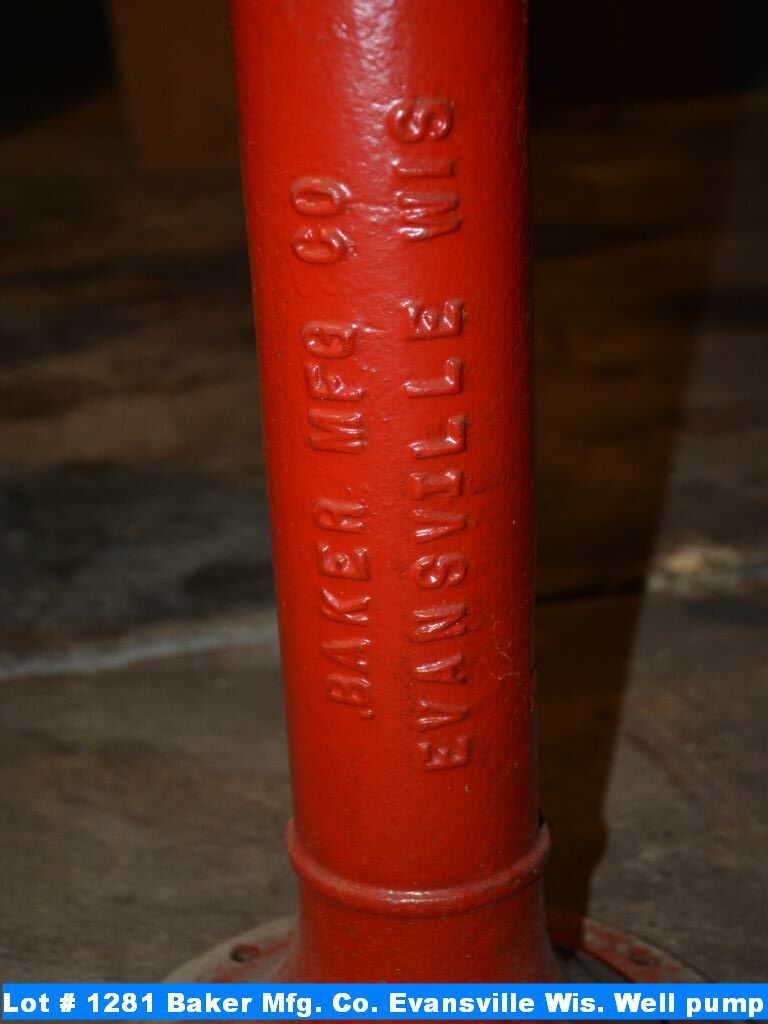 BAKER MFG CO
EVANSVILLE WIS
Lot # 1281 Baker Mfg. Co. Evansville Wis. Well pump